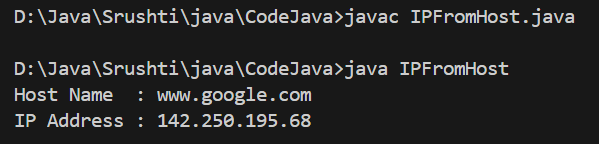 D:\Java\Srushti\java\CodeJava>javac IPFromHost.java
D:\Java\Srushti\java\CodeJava>java IPFromHost
Host Name  : www.google.com
IP Address : 142.250.195.68